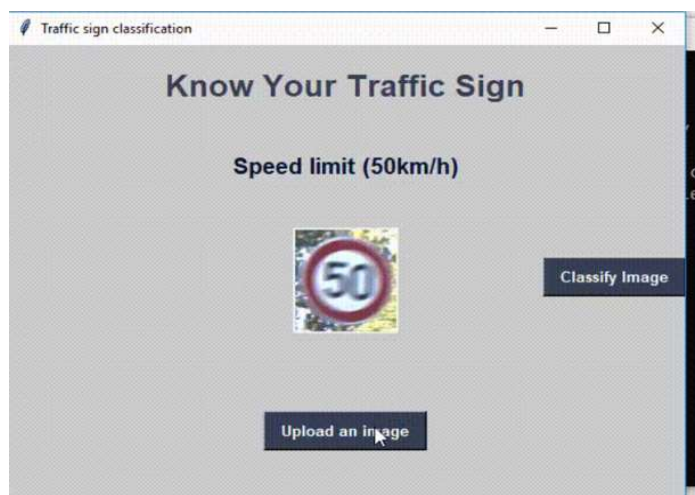 Traffic sign classification
Know Your Traffic Sign
Speed limit (50km/h)
50
Classify Image
Upload an image